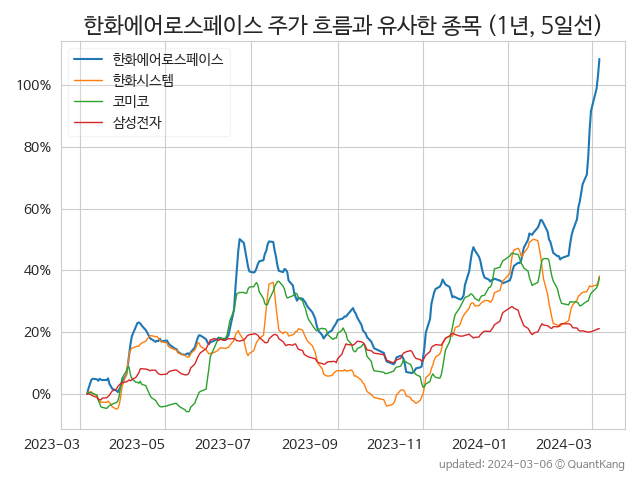 한화에어로스페이스 주가 흐름과 유사한 종목 (1년, 5일선)
한화에어로스페이스
한화시스템
코미코
삼성전자
100%
80%
60%
40%
20%
0%
2023-03 2023-05 2023-07 2023-09 2023-11 2024-01 2024-03
updated: 2024-03-06 © QuantKang